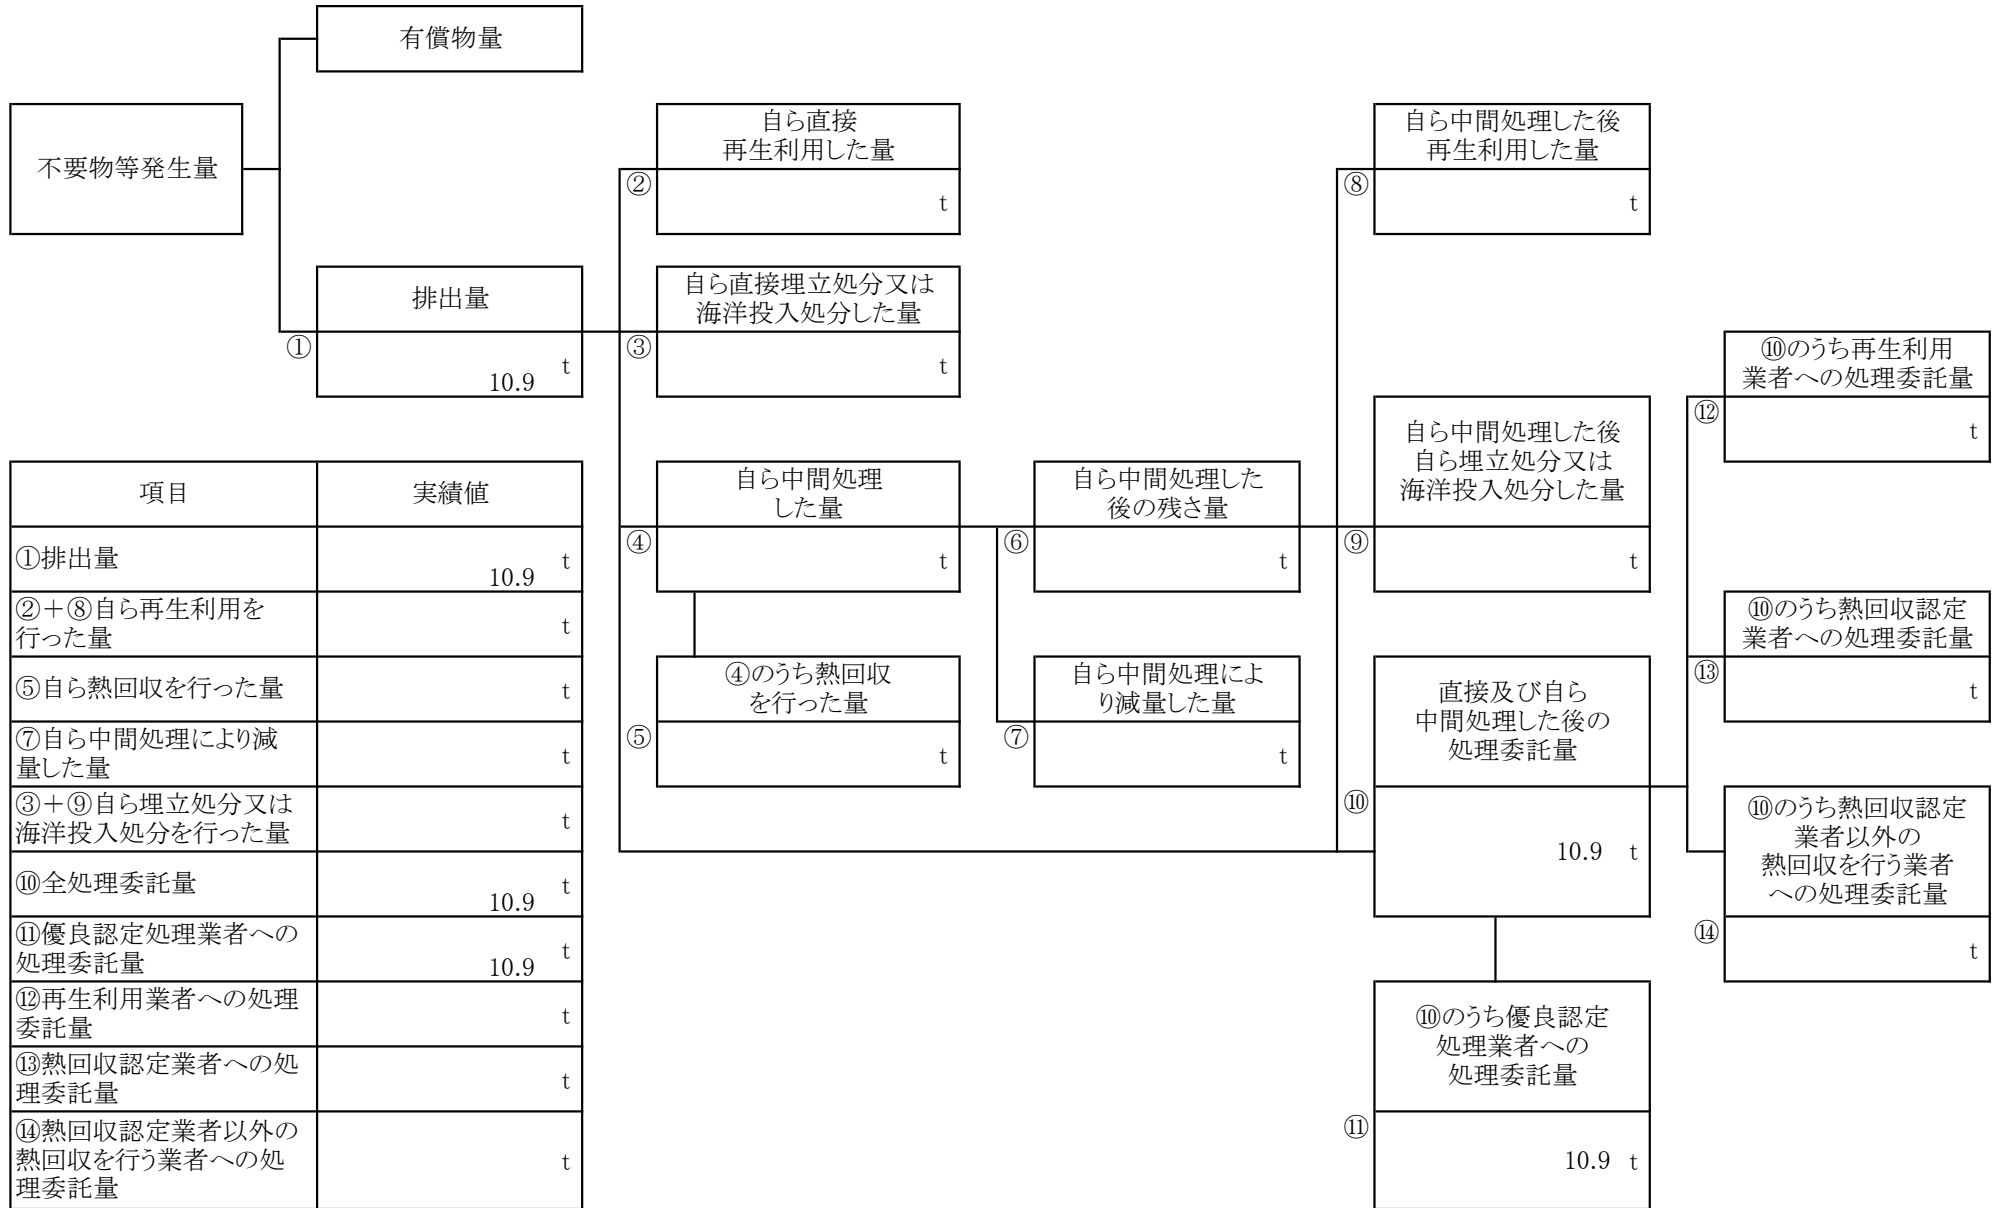 有償物量
不要物等発生量
排出量
①
10.9 t
自ら直接
再生利用した量
②
t
自ら直接埋立処分又は
海洋投入処分した量
③
t
自ら中間処理
した量
④
t
④のうち熱回収
を行った量
⑤
t
自ら中間処理した
後の残さ量
⑥
t
自ら中間処理によ
り減量した量
⑦
t
自ら中間処理した後
再生利用した量
⑧
t
自ら中間処理した後
自ら埋立処分又は
海洋投入処分した量
⑨
t
直接及び自ら
中間処理した後の
処理委託量
⑩
10.9 t
⑩のうち優良認定
処理業者への
処理委託量
⑪
10.9 t
⑩のうち再生利用
業者への処理委託量
⑫
t
⑩のうち熱回収認定
業者への処理委託量
⑬
t
⑩のうち熱回収認定
業者以外の
熱回収を行う業者
への処理委託量
⑭
t
項目 実績値
①排出量 10.9 t
②＋⑧自ら再生利用を
行った量 t
⑤自ら熱回収を行った量 t
⑦自ら中間処理により減
量した量 t
③＋⑨自ら埋立処分又は
海洋投入処分を行った量 t
⑩全処理委託量 10.9 t
⑪優良認定処理業者への
処理委託量 10.9 t
⑫再生利用業者への処理
委託量 t
⑬熱回収認定業者への処
理委託量 t
⑭熱回収認定業者以外の
熱回収を行う業者への処
理委託量 t